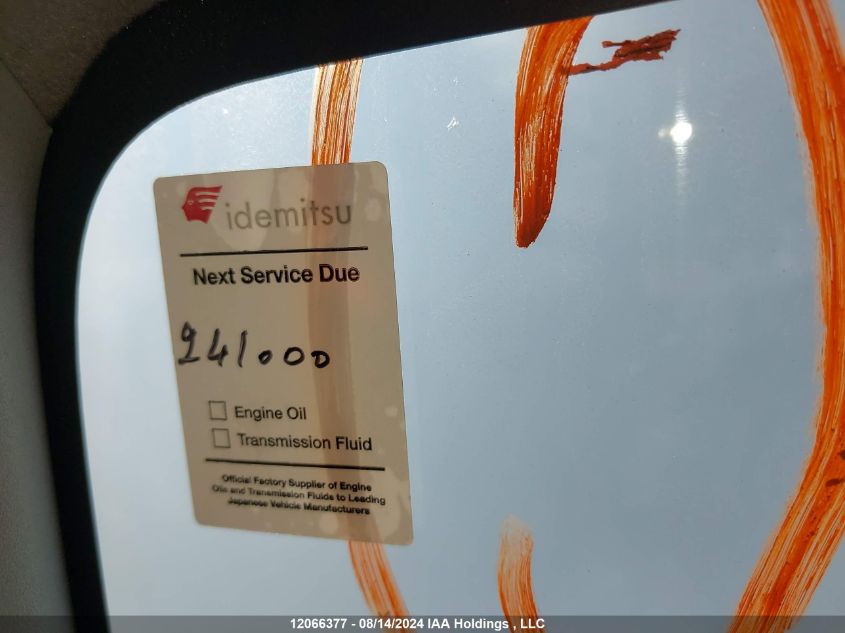 idemitsu
Next Service Due
241000
Engine Oil
Transmission Fluid
Official Factory Supplier of Engine
Oils and Transmission Fluids to Leading
Japanese Vehicle Manufacturers
12066377 - 08/14/2024 IAA Holdings , LLC